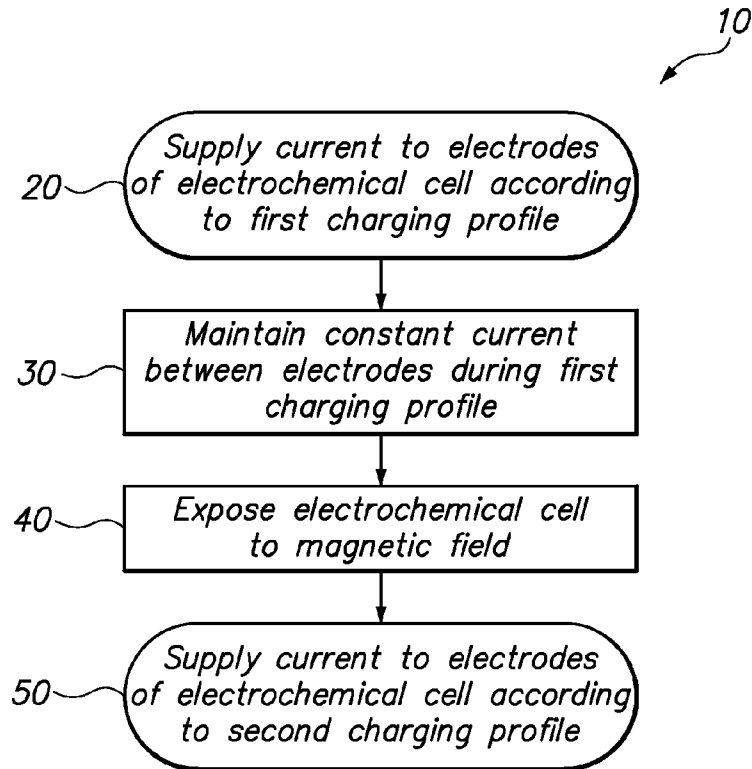 10
Supply current to electrodes
of electrochemical cell according
to first charging profile
20
Maintain constant current
between electrodes during first
charging profile
30
Expose electrochemical cell
to magnetic field
40
Supply current to electrodes
of electrochemical cell according
to second charging profile
50